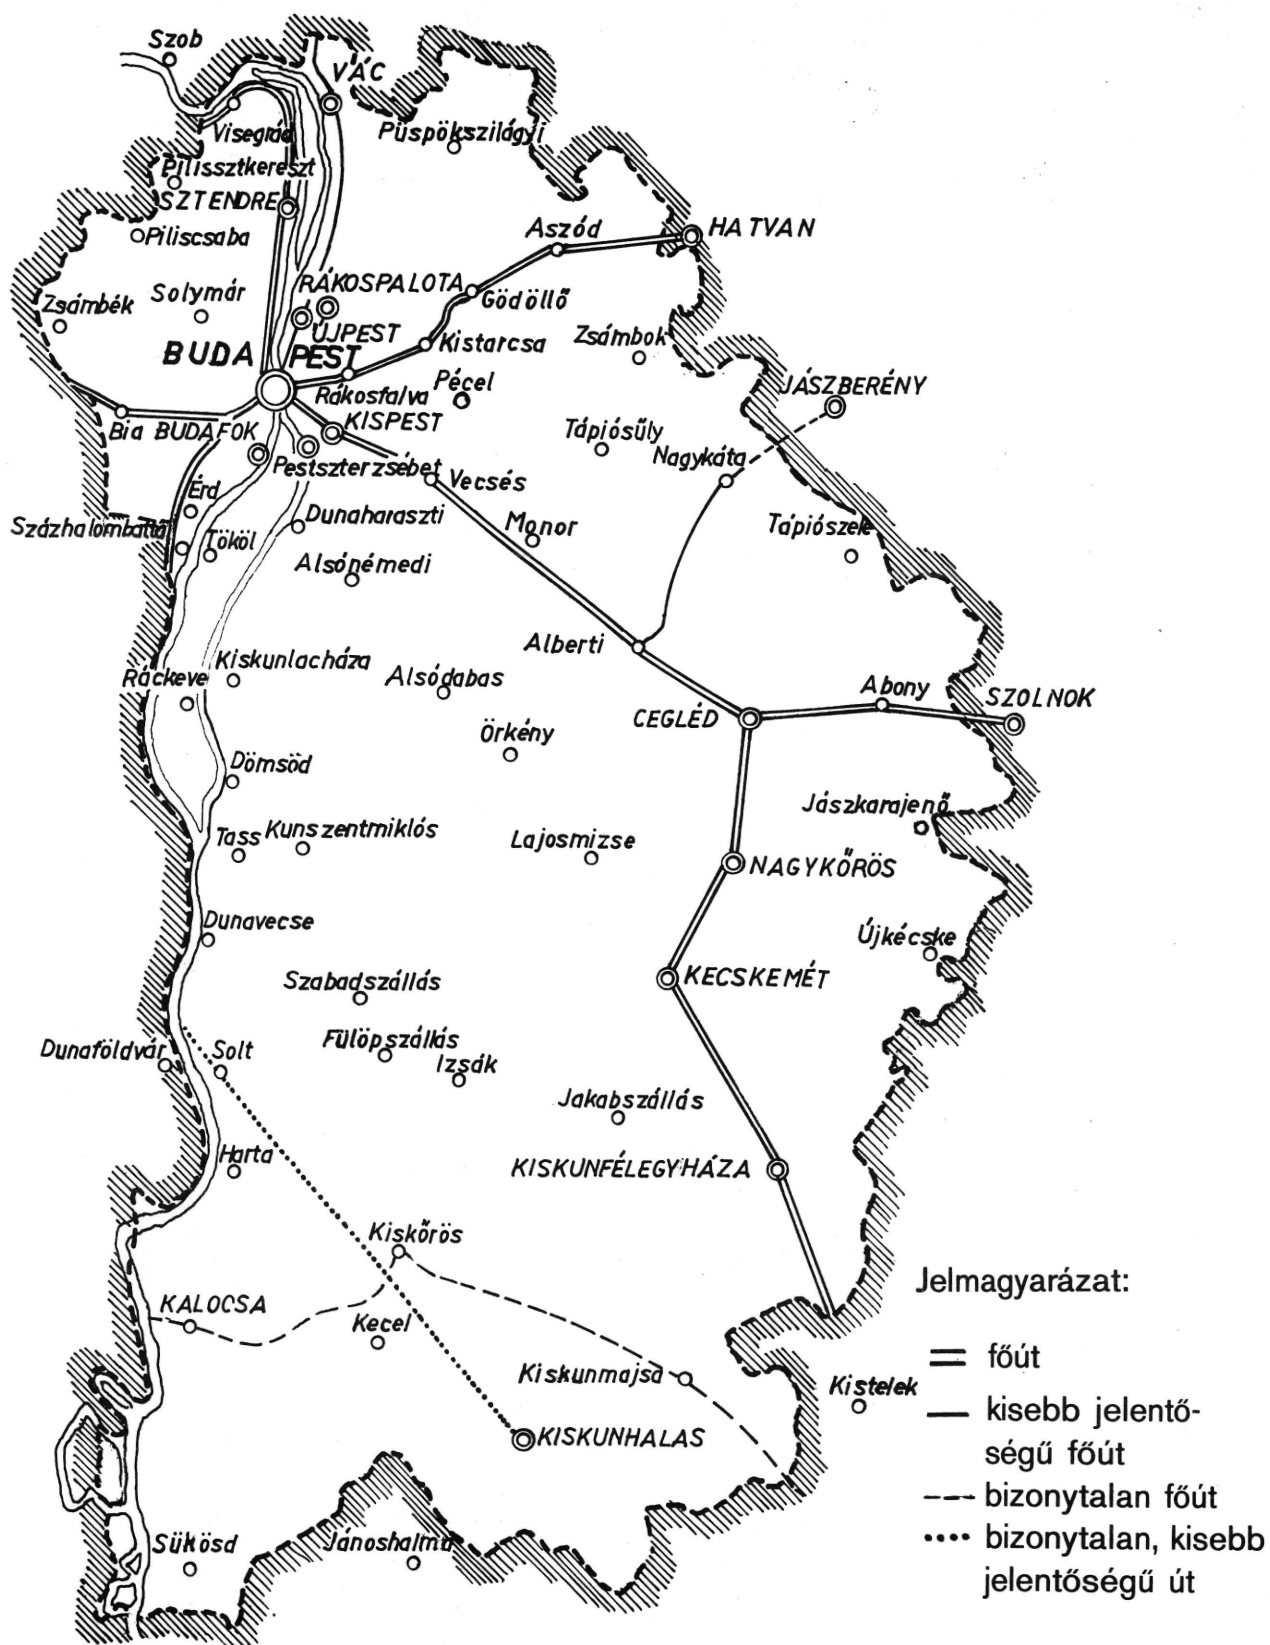 Szob
VÁC
Püspökszilágyi
Visegrád
Pilissztkereszt
SZTENDRE
Piliscsaba
Aszód
HATVAN
RÁKOSPALOTA
Gödöllő
Zsámbék
Solymár
ÚJPEST
Kistarcsa
Zsámbok
BUDA PEST
Rákosfalva
Pécel
JÁSZBERÉNY
Bia
BUDAFOK
KISPEST
Tápiósűly
Nagykáta
Pestszterzsébet
Vecsés
Érd
Százhalombatta
Tököl
Dunaharaszti
Monor
Tápiószele
Alsónémedi
Alberti
Kiskunlacháza
Ráckeve
Alsódabas
Abony
SZOLNOK
CEGLÉD
Örkény
Dömsöd
Jászkarajenő
Tass
Kunszentmiklós
Lajosmizse
NAGYKŐRÖS
Dunavecse
Újkécske
Szabadszállás
KECSKEMÉT
Dunaföldvár
Solt
Fülöpszállás
Izsák
Jakabszállás
Harta
KISKUNFÉLEGYHÁZA
Kiskőrös
KALOCSA
Kecel
Kiskunmajsa
Kistelek
KISKUNHALAS
Sükösd
Jánoshalma
Jelmagyarázat:
főút
kisebb jelentő-
ségű főút
bizonytalan főút
bizonytalan, kisebb
jelentőségű út